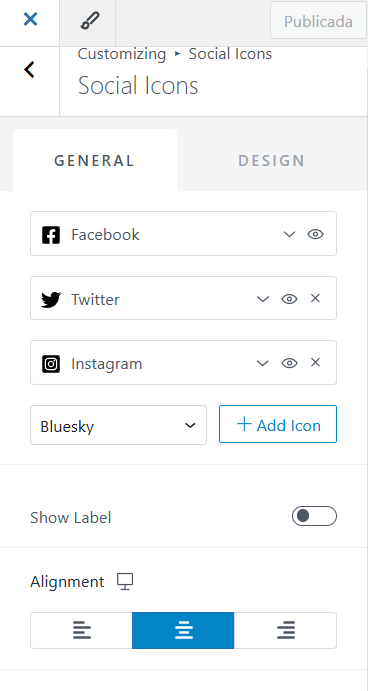 Publicada
Customizing ▸ Social Icons
Social Icons
GENERAL DESIGN
Facebook
Twitter
Instagram
Bluesky + Add Icon
Show Label
Alignment